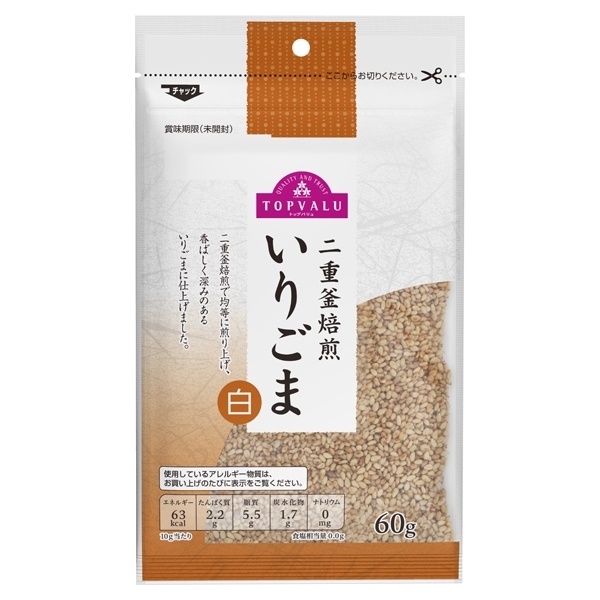 ここからお切りください。
チャック
賞味期限（未開封）
QUALITY AND TRUST
TOPVALU
トップバリュ
二重釜焙煎
いりごま
白
二重釜焙煎で均等に煎り上げ、
香ばしく深みのある
いりごまに仕上げました。
使用しているアレルギー物質は、
お買い上げのたびに表示をご覧ください。
エネルギー たんぱく質 脂質 炭水化物 ナトリウム
63 2.2 5.5 1.7 0
kcal g g g mg
10g当たり 食塩相当量 0.0g
60g